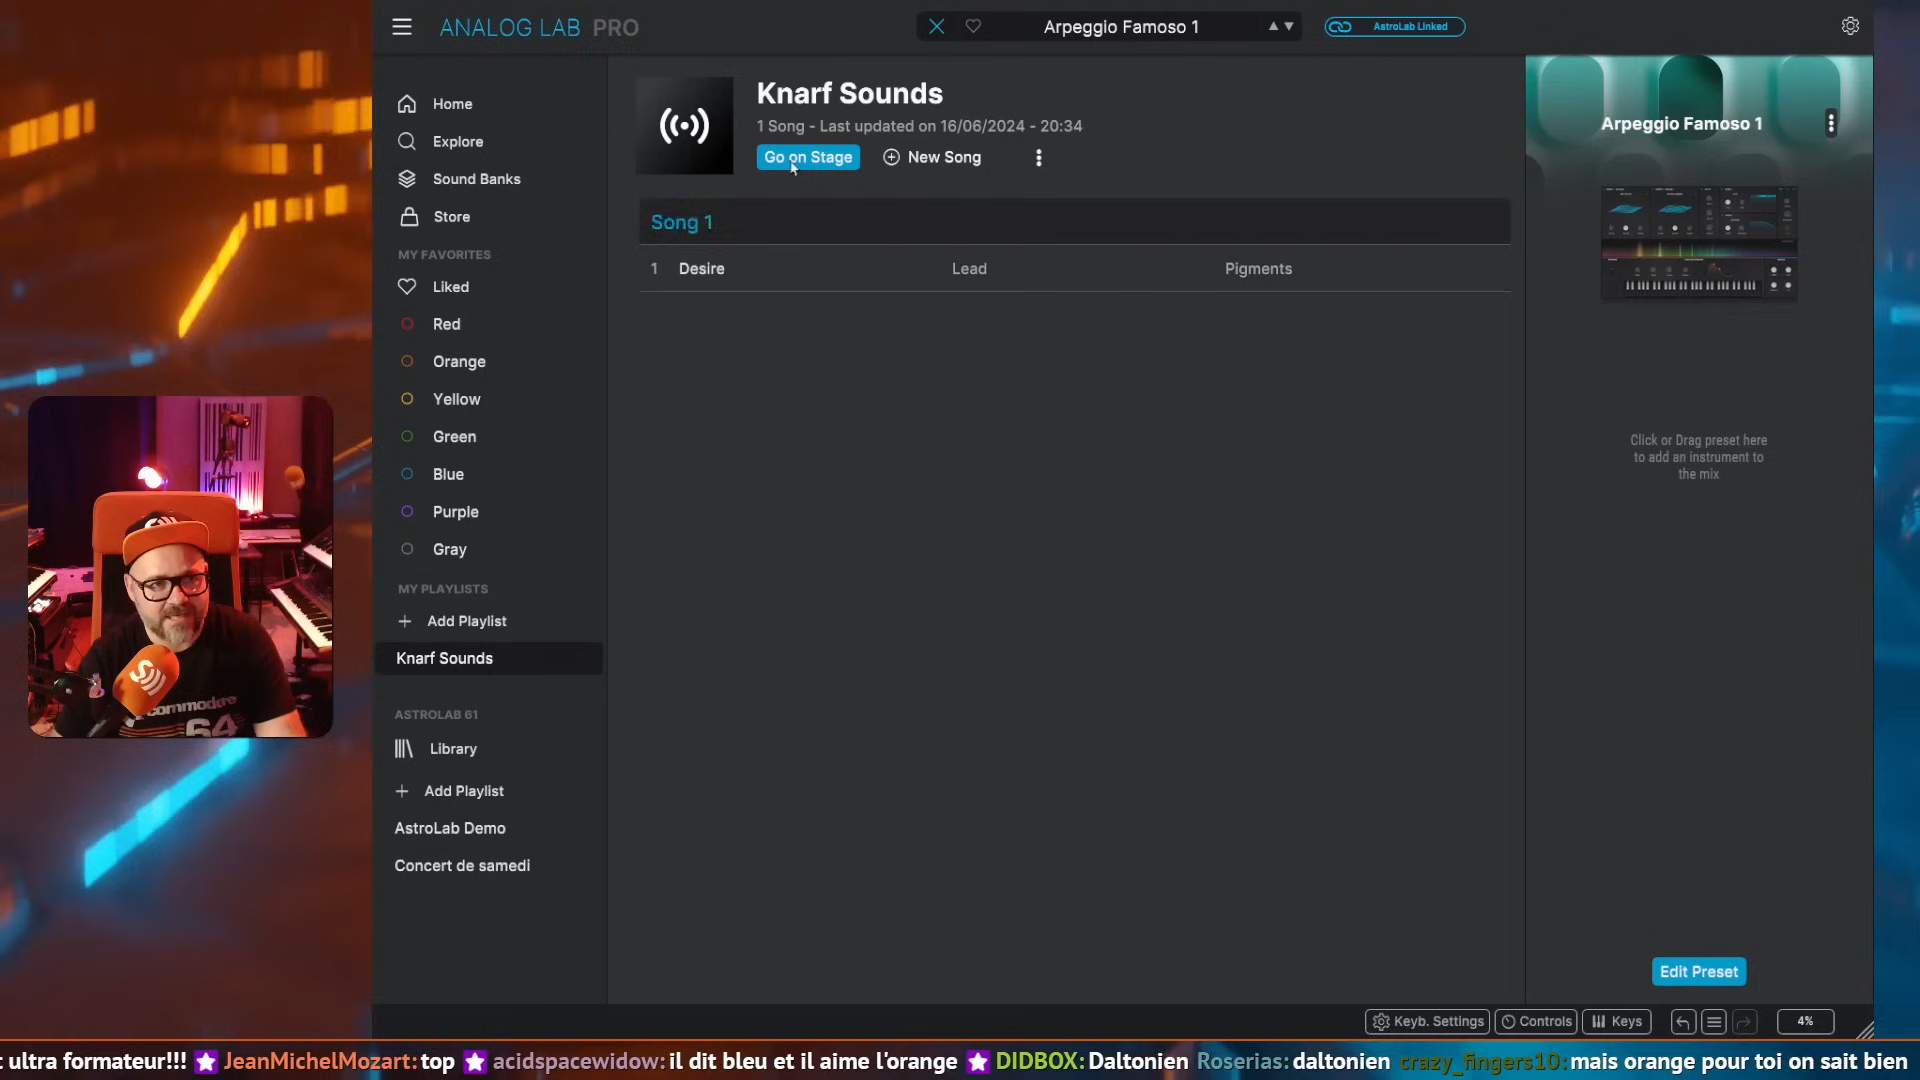 ANALOG LAB PRO
Arpeggio Famoso 1
AstroLab Linked
Home
Explore
Sound Banks
Store
MY FAVORITES
Liked
Red
Orange
Yellow
Green
Blue
Purple
Gray
MY PLAYLISTS
Add Playlist
Knarf Sounds
ASTROLAB 61
Library
Add Playlist
AstroLab Demo
Concert de samedi
Knarf Sounds
1 Song - Last updated on 16/06/2024 - 20:34
Go on Stage
New Song
Song 1
1 Desire Lead Pigments
Arpeggio Famoso 1
Click or Drag preset here
to add an instrument to
the mix
Edit Preset
Keyb. Settings
Controls
Keys
4%
commodore
64
t ultra formateur!!! JeanMichelMozart: top acidspacewidow: il dit bleu et il aime l'orange DIDBOX: Daltonien Roserias: daltonien crazy_fingers10: mais orange pour toi on sait bien